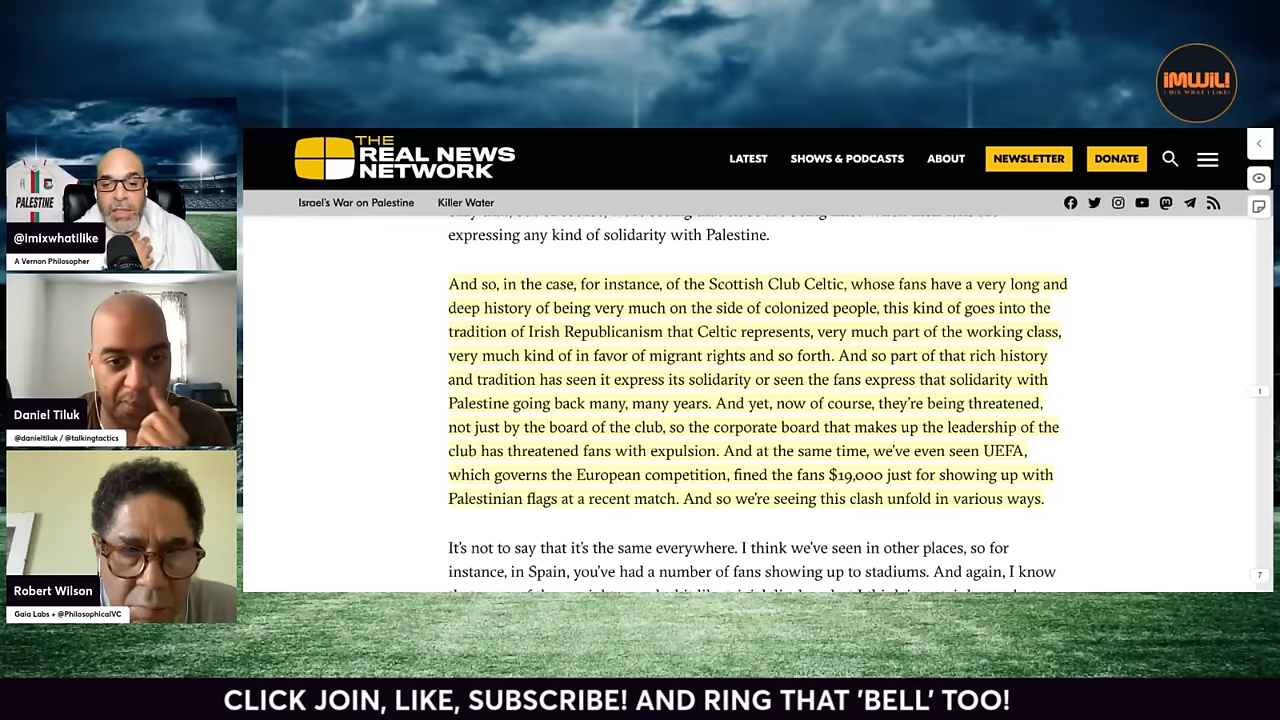 iMWiL!
I MIX WHAT I LIKE!
PALESTINE
@imixwhatilike
A Vernon Philosopher
Daniel Tiluk
@danieltiluk / @talkingtactics
Robert Wilson
Gaia Labs + @PhilosophicalVC
THE
REAL NEWS
NETWORK
LATEST
SHOWS & PODCASTS
ABOUT
NEWSLETTER
DONATE
Israel's War on Palestine
Killer Water
expressing any kind of solidarity with Palestine.
And so, in the case, for instance, of the Scottish Club Celtic, whose fans have a very long and
deep history of being very much on the side of colonized people, this kind of goes into the
tradition of Irish Republicanism that Celtic represents, very much part of the working class,
very much kind of in favor of migrant rights and so forth. And so part of that rich history
and tradition has seen it express its solidarity or seen the fans express that solidarity with
Palestine going back many, many years. And yet, now of course, they're being threatened,
not just by the board of the club, so the corporate board that makes up the leadership of the
club has threatened fans with expulsion. And at the same time, we've even seen UEFA,
which governs the European competition, fined the fans $19,000 just for showing up with
Palestinian flags at a recent match. And so we're seeing this clash unfold in various ways.
It's not to say that it's the same everywhere. I think we've seen in other places, so for
instance, in Spain, you've had a number of fans showing up to stadiums. And again, I know
1
7
CLICK JOIN, LIKE, SUBSCRIBE! AND RING THAT 'BELL' TOO!